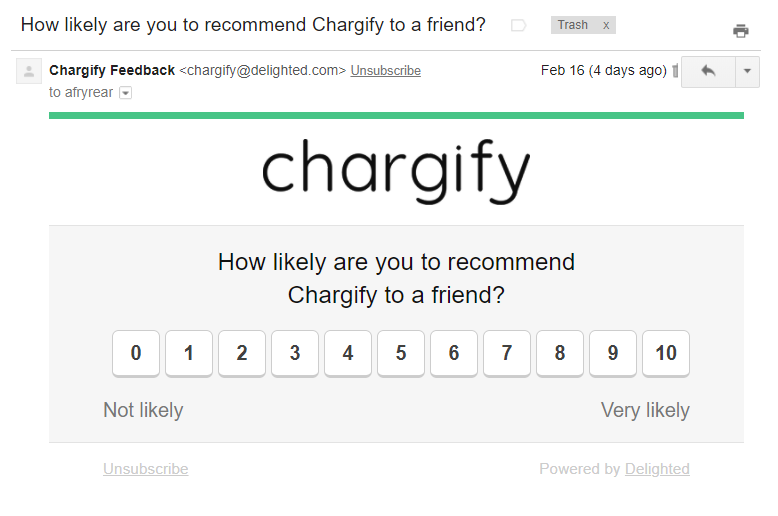 How likely are you to recommend Chargify to a friend? Trash x
Chargify Feedback <chargify@delighted.com> Unsubscribe Feb 16 (4 days ago)
to afryrear
chargify
How likely are you to recommend
Chargify to a friend?
0 1 2 3 4 5 6 7 8 9 10
Not likely Very likely
Unsubscribe Powered by Delighted